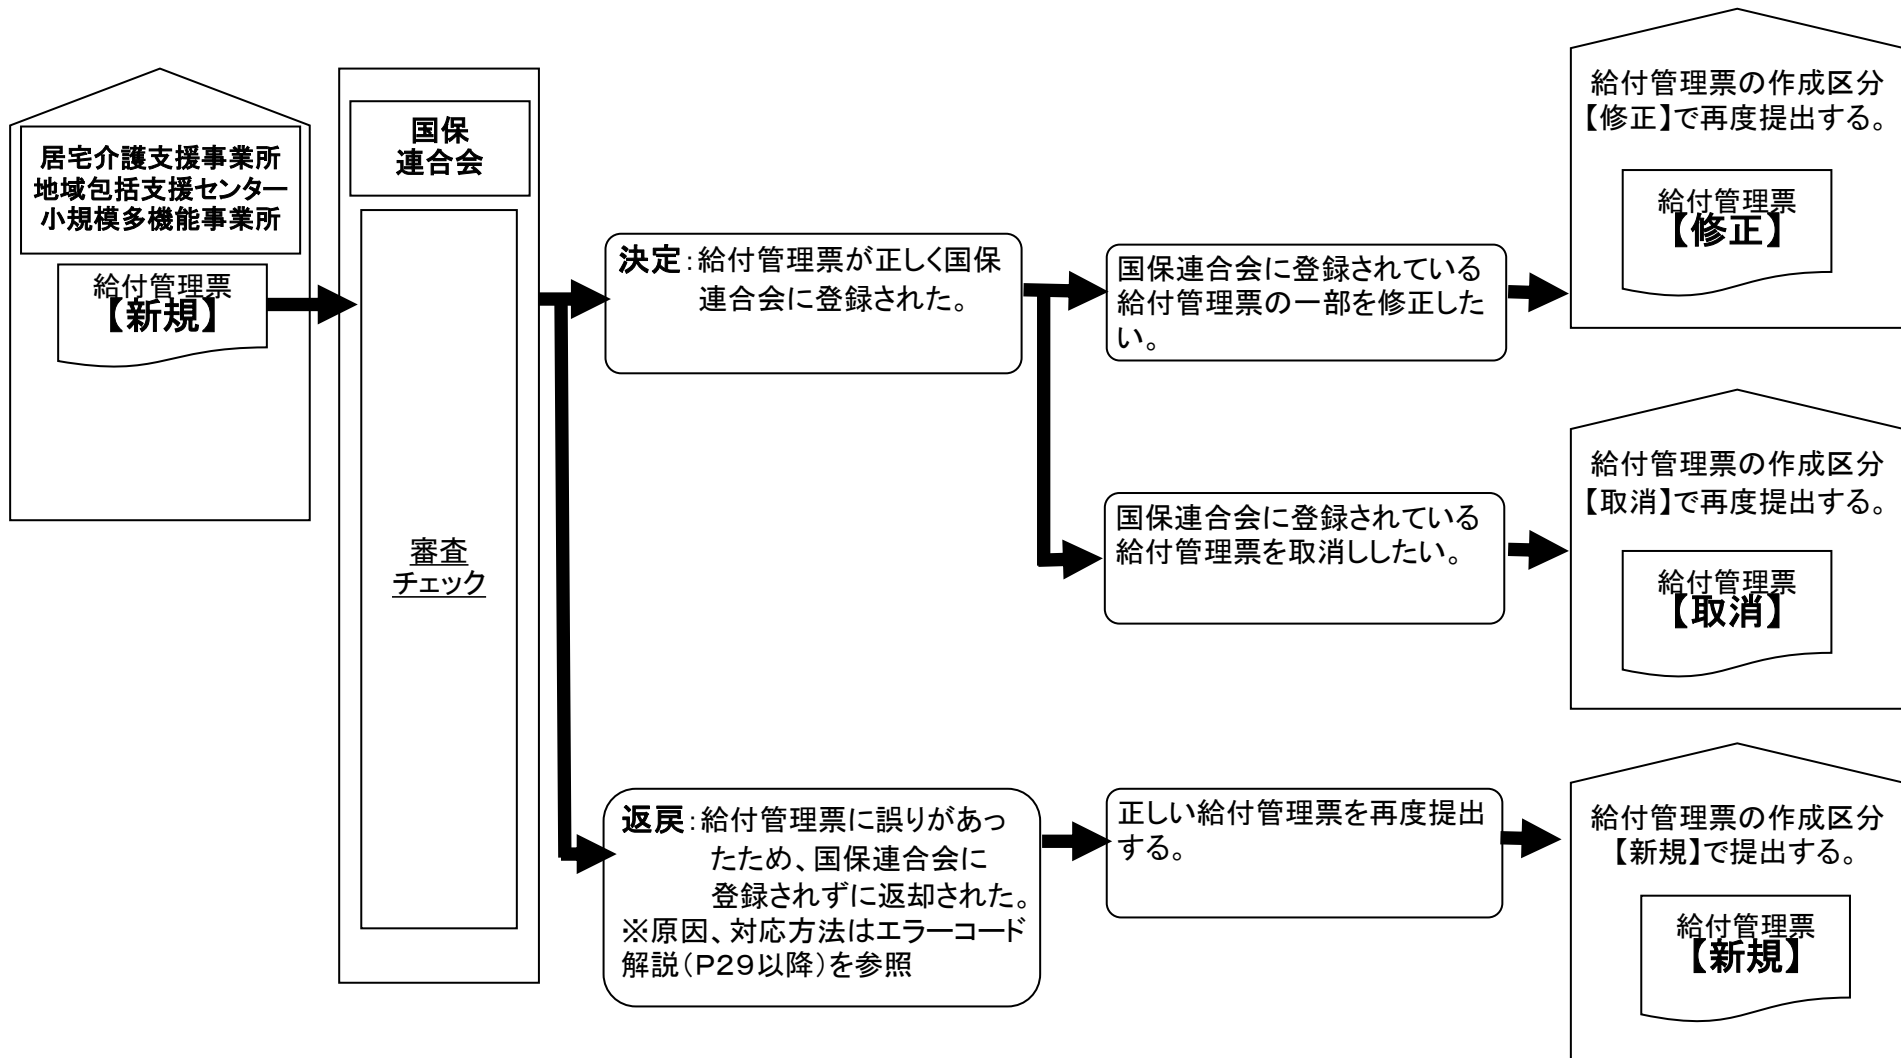 居宅介護支援事業所
地域包括支援センター
小規模多機能事業所
給付管理票
【新規】
国保
連合会
審査
チェック
決定：給付管理票が正しく国保
連合会に登録された。
国保連合会に登録されている
給付管理票の一部を修正した
い。
給付管理票の作成区分
【修正】で再度提出する。
給付管理票
【修正】
国保連合会に登録されている
給付管理票を取消ししたい。
給付管理票の作成区分
【取消】で再度提出する。
給付管理票
【取消】
返戻：給付管理票に誤りがあっ
たため、国保連合会に
登録されずに返却された。
※原因、対応方法はエラーコード
解説（P29以降）を参照
正しい給付管理票を再度提出
する。
給付管理票の作成区分
【新規】で提出する。
給付管理票
【新規】